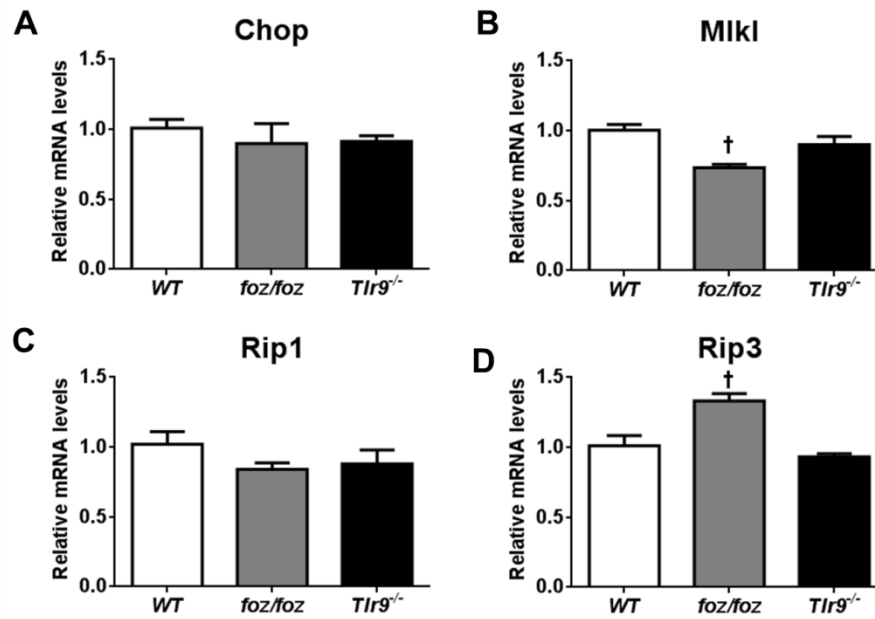 A
Chop
Relative mRNA levels
1.5
1.0
0.5
0.0
WT foz/foz Tlr9-/-
B
Mlkl
Relative mRNA levels
1.5
1.0
0.5
0.0
†
WT foz/foz Tlr9-/-
C
Rip1
Relative mRNA levels
1.5
1.0
0.5
0.0
WT foz/foz Tlr9-/-
D
Rip3
Relative mRNA levels
1.5
1.0
0.5
0.0
†
WT foz/foz Tlr9-/-